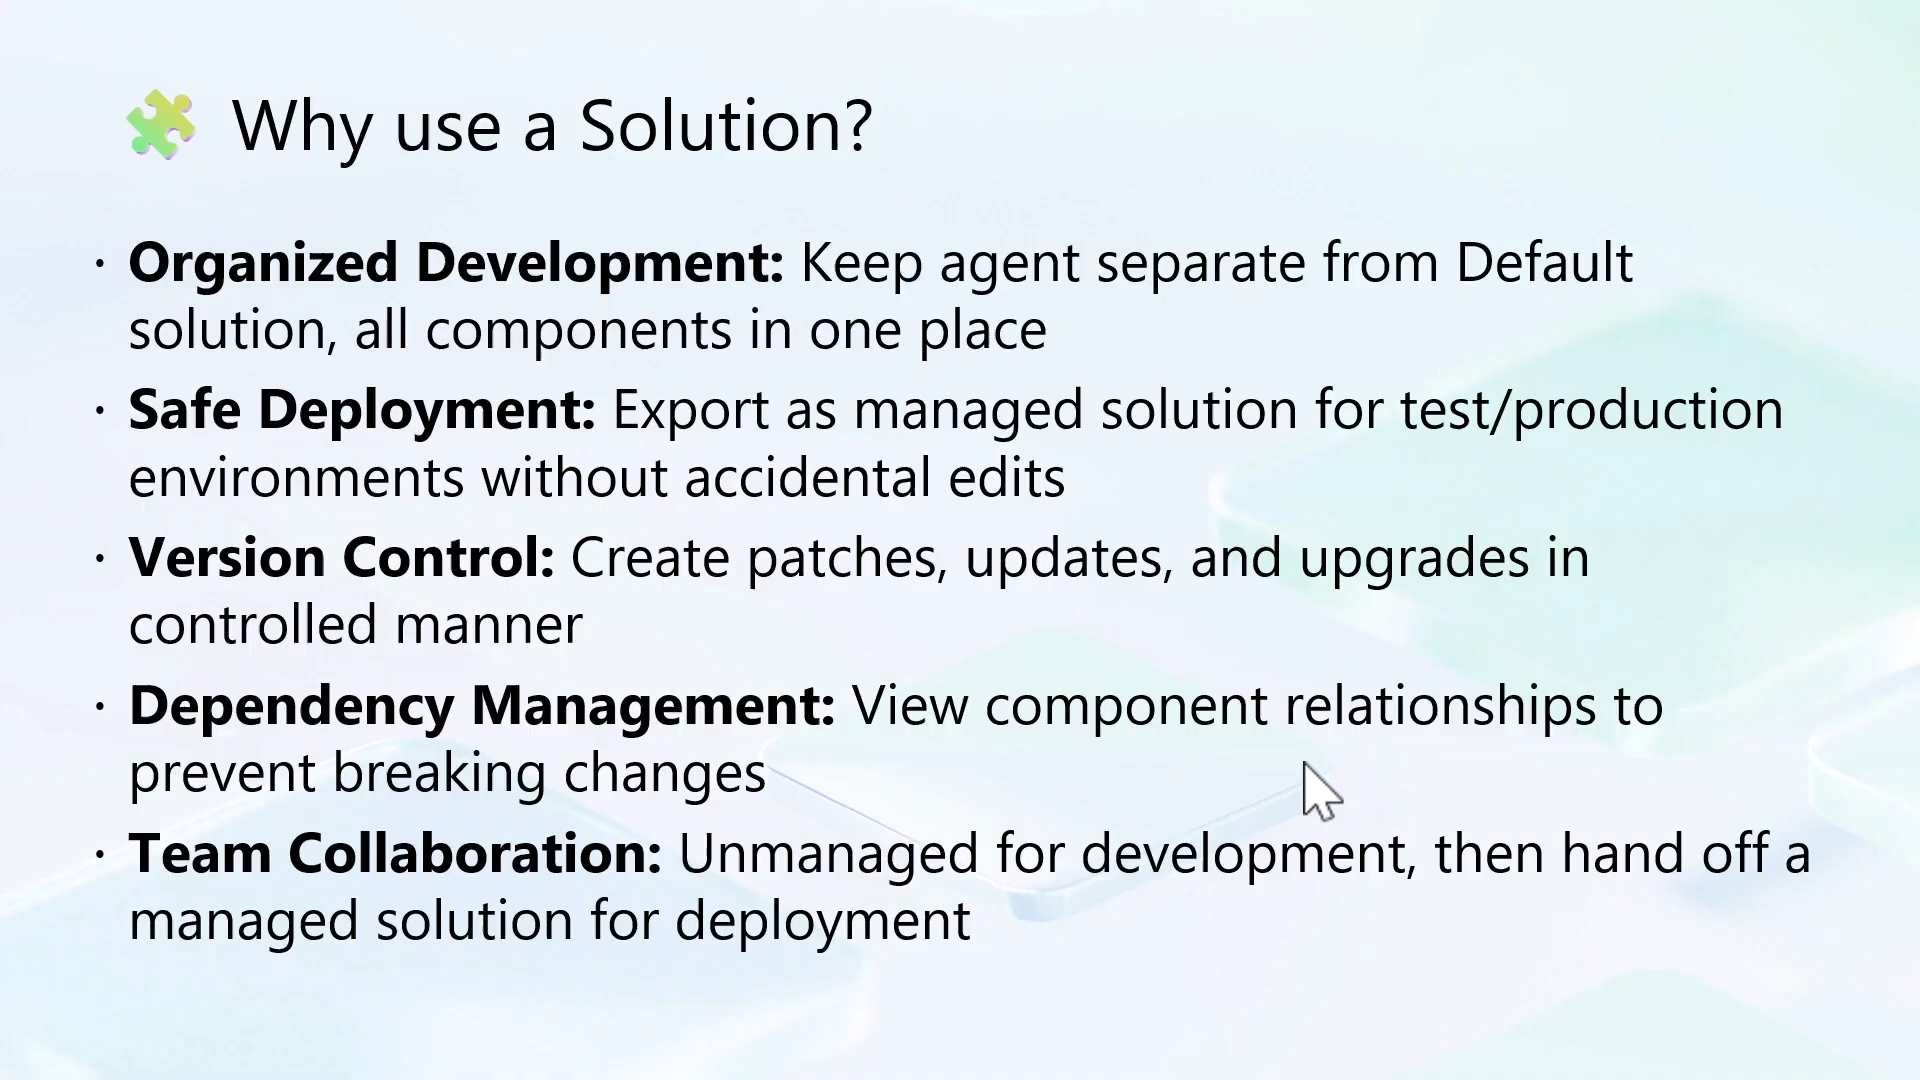 Why use a Solution?
· Organized Development: Keep agent separate from Default
solution, all components in one place
· Safe Deployment: Export as managed solution for test/production
environments without accidental edits
· Version Control: Create patches, updates, and upgrades in
controlled manner
· Dependency Management: View component relationships to
prevent breaking changes
· Team Collaboration: Unmanaged for development, then hand off a
managed solution for deployment